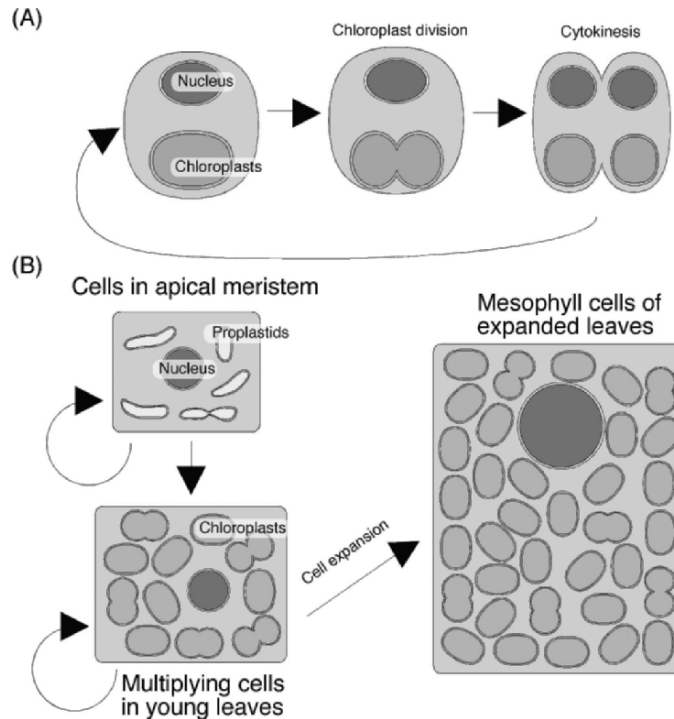 (A)
Chloroplast division
Cytokinesis
Nucleus
Chloroplasts
(B)
Cells in apical meristem
Proplastids
Nucleus
Mesophyll cells of
expanded leaves
Chloroplasts
Cell expansion
Multiplying cells
in young leaves